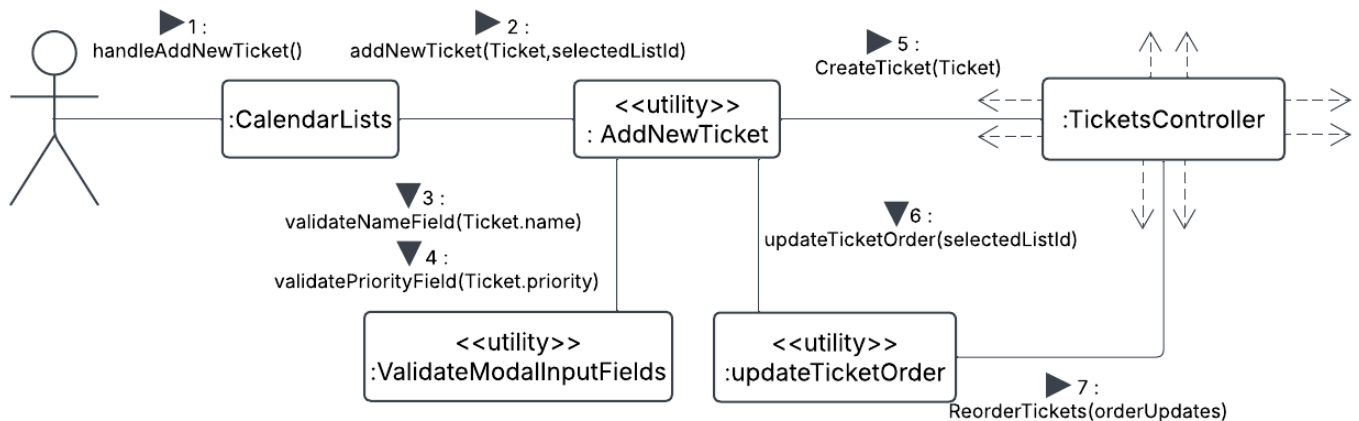 1 :
handleAddNewTicket()
2 :
addNewTicket(Ticket,selectedListId)
5 :
CreateTicket(Ticket)
:CalendarLists
<<utility>>
: AddNewTicket
:TicketsController
3 :
validateNameField(Ticket.name)
4 :
validatePriorityField(Ticket.priority)
6 :
updateTicketOrder(selectedListId)
<<utility>>
:ValidateModalInputFields
<<utility>>
:updateTicketOrder
7 :
ReorderTickets(orderUpdates)